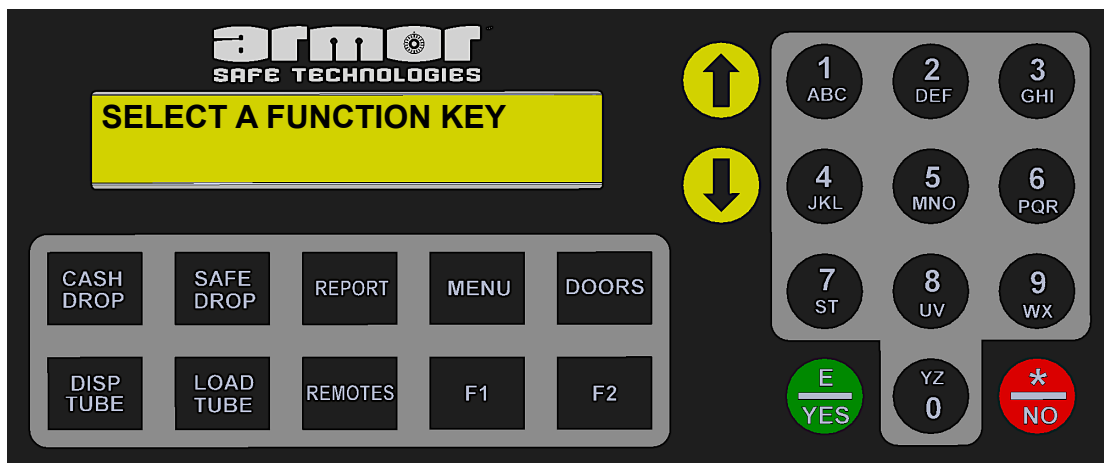 armor
SAFE TECHNOLOGIES
SELECT A FUNCTION KEY
1
ABC
2
DEF
3
GHI
4
JKL
5
MNO
6
PQR
7
ST
8
UV
9
WX
E
YES
YZ
0
*
NO
CASH
DROP
SAFE
DROP
REPORT
MENU
DOORS
DISP
TUBE
LOAD
TUBE
REMOTES
F1
F2